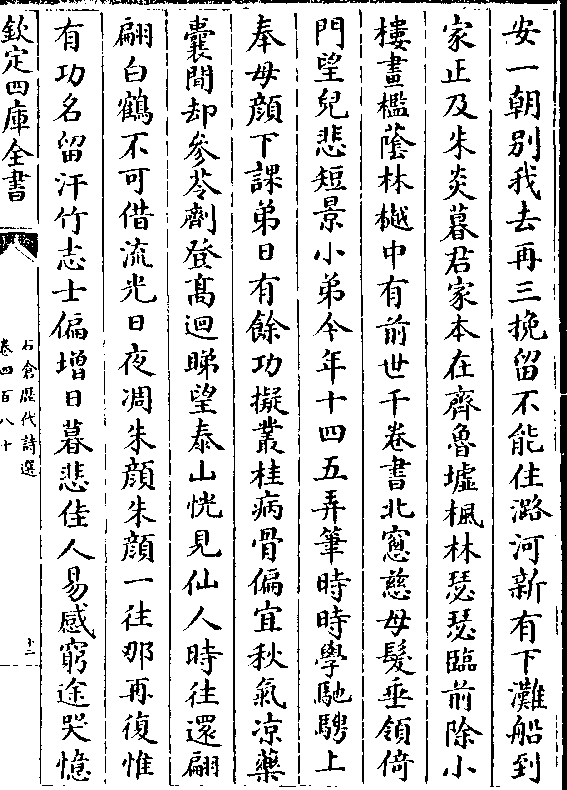 安一朝别我去再三挽留不能住潞河新有下灘船到
家正及朱炎暮君家本在齊魯墟楓林瑟瑟臨前除小
樓畫檻蔭林樾中有前世千卷書北窻慈母髮垂領倚
門望兒悲短景小弟今年十四五弄筆時時學馳騁上
奉母顔下課弟日有餘功擬叢桂病骨偏宜秋氣凉藥
囊閒却參苓劑登髙迴睇望泰山恍見仙人時往還翩
翩白鶴不可借流光日夜凋朱顔朱顔一往那再復惟
有功名留汗竹志士偏增日暮悲佳人易感窮途哭憶
欽定四庫全書
石倉歷代詩選
卷四百八十
十二